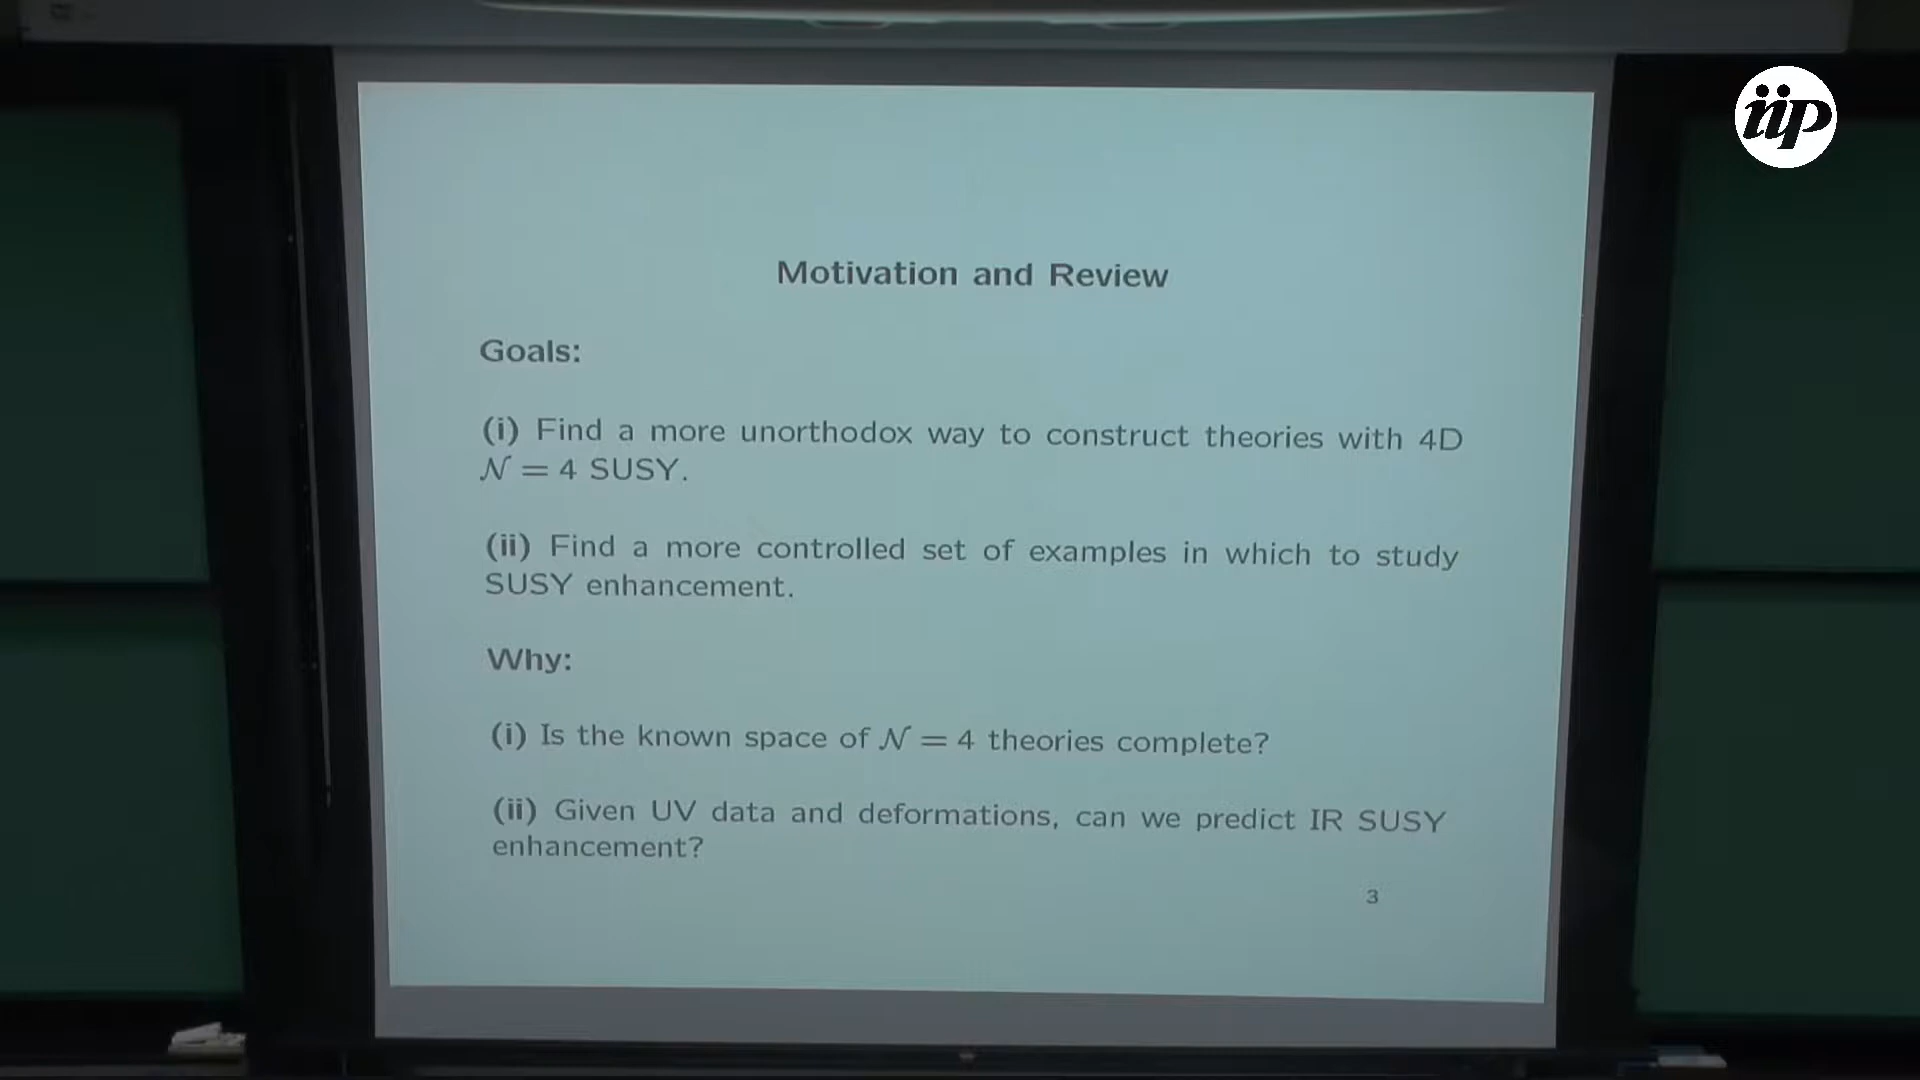 iip
Motivation and Review
Goals:
(i) Find a more unorthodox way to construct theories with 4D
𝒩 = 4 SUSY.
(ii) Find a more controlled set of examples in which to study
SUSY enhancement.
Why:
(i) Is the known space of 𝒩 = 4 theories complete?
(ii) Given UV data and deformations, can we predict IR SUSY
enhancement?
3